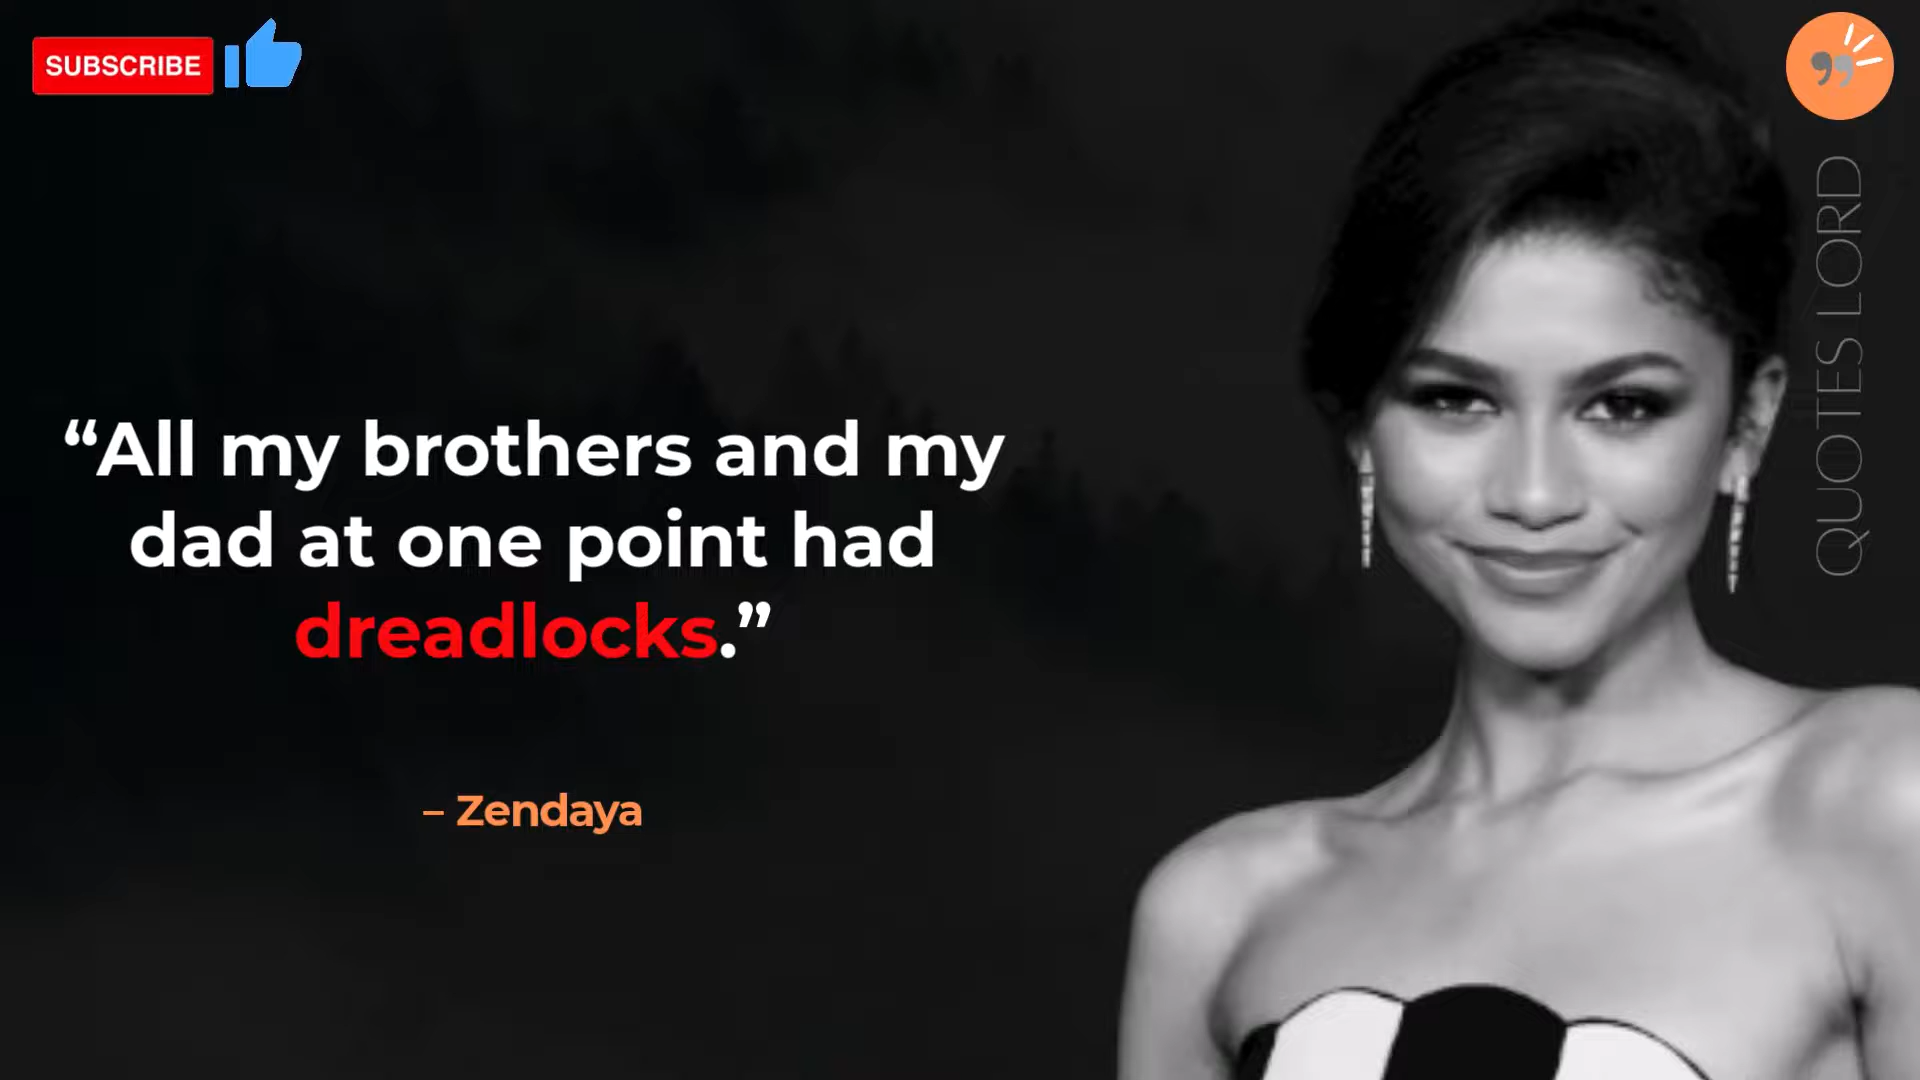 SUBSCRIBE
“All my brothers and my
dad at one point had
dreadlocks.”
– Zendaya
QUOTES LORD